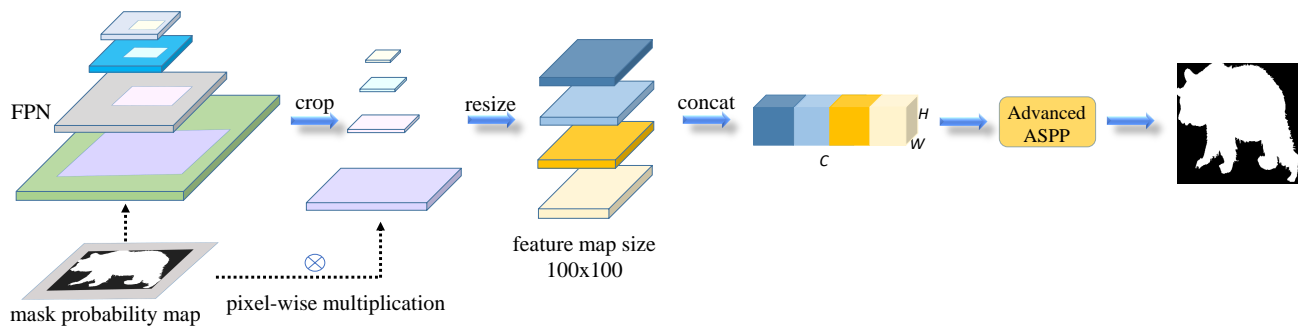 FPN
crop
resize
concat
H
W
C
Advanced
ASPP
feature map size
100x100
mask probability map
pixel-wise multiplication